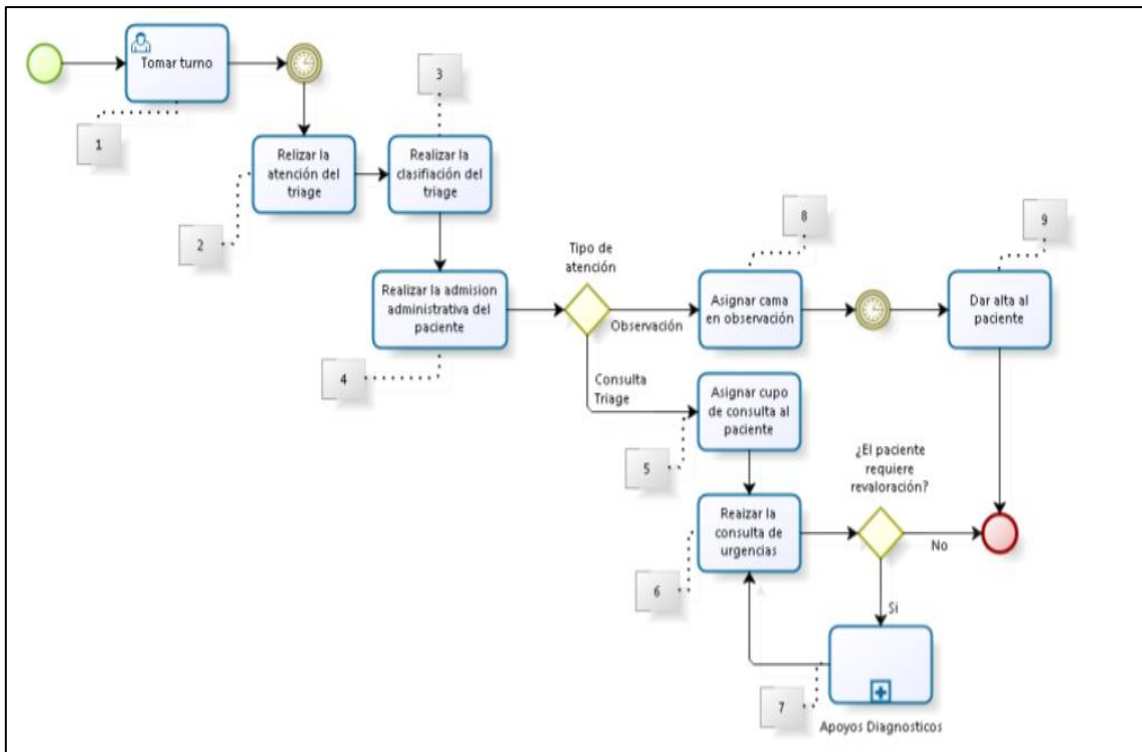 Tomar turno
1
3
Relizar la
atención del
triage
Realizar la
clasifiación del
triage
2
Realizar la admision
administrativa del
paciente
4
Tipo de
atención
Observación
8
Asignar cama
en observación
9
Dar alta al
paciente
Consulta
Triage
Asignar cupo
de consulta al
paciente
5
¿El paciente
requiere
revaloración?
Reaizar la
consulta de
urgencias
No
6
Si
7
Apoyos Diagnosticos